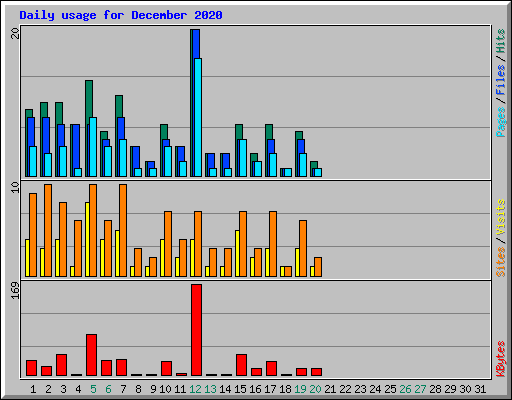 Daily usage for December 2020
20
Pages / Files / Hits
10
Sites / Visits
169
KBytes
1 2 3 4 5 6 7 8 9 10 11 12 13 14 15 16 17 18 19 20 21 22 23 24 25 26 27 28 29 30 31